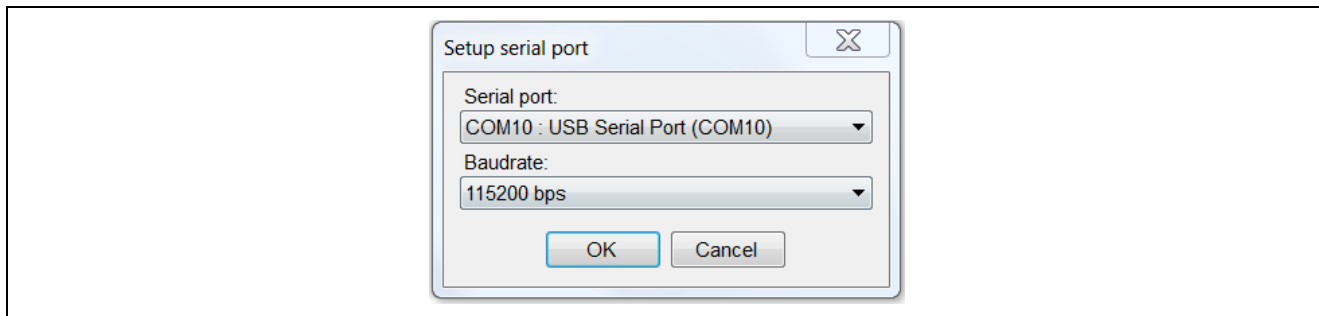 Setup serial port
Serial port:
COM10 : USB Serial Port (COM10)
Baudrate:
115200 bps
OK Cancel